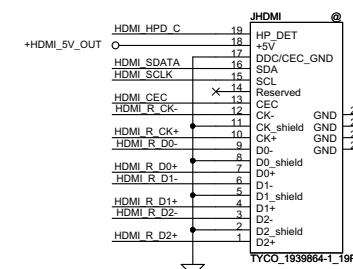 JHDMI @
HDMI_HPD_C 19 HP_DET
+HDMI_5V_OUT 18 +5V
17 DDC/CEC_GND
HDMI_SDATA 16 SDA
HDMI_SCLK 15 SCL
14 Reserved
HDMI_CEC 13 CEC
HDMI_R_CK- 12 CK- GND
11 CK_shield GND
HDMI_R_CK+ 10 CK+ GND
HDMI_R_D0- 9 D0- GND
8 D0_shield
HDMI_R_D0+ 7 D0+
HDMI_R_D1- 6 D1-
5 D1_shield
HDMI_R_D1+ 4 D1+
HDMI_R_D2- 3 D2-
2 D2_shield
HDMI_R_D2+ 1 D2+